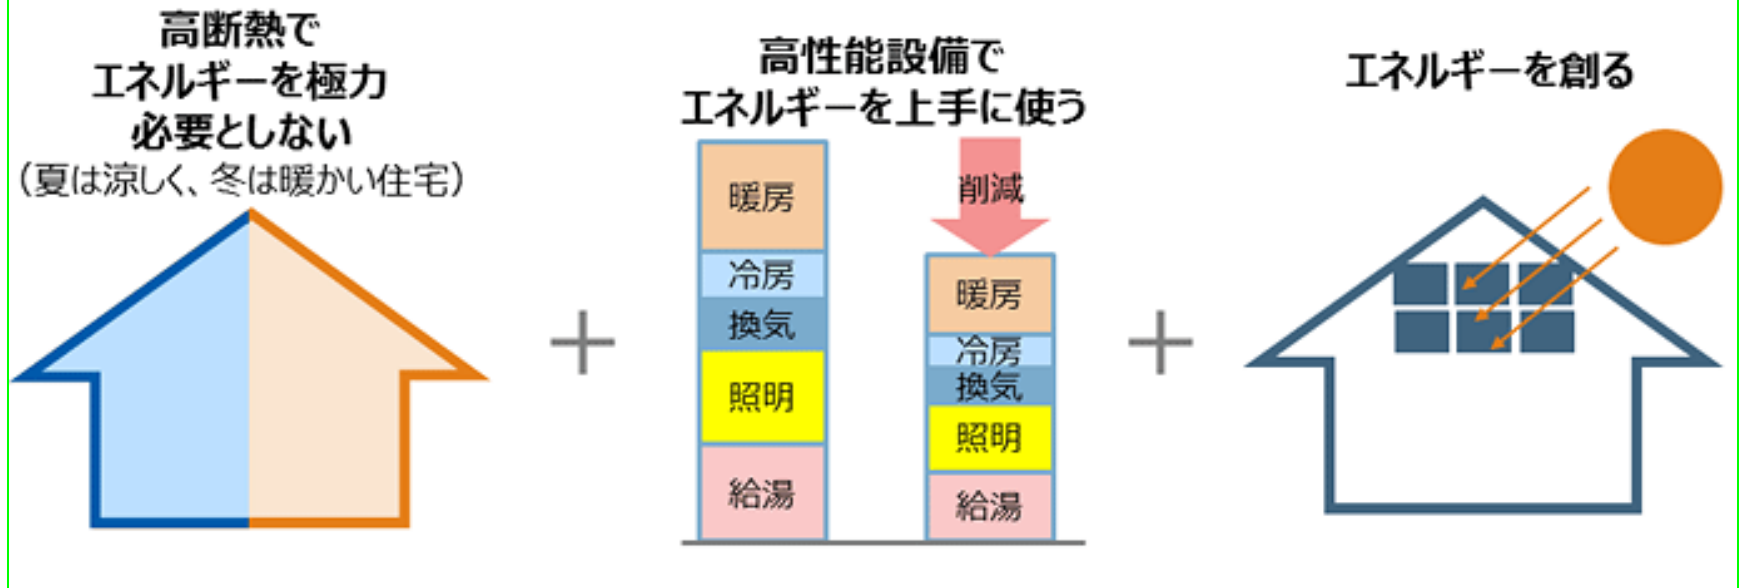 高断熱で
エネルギーを極力
必要としない
（夏は涼しく、冬は暖かい住宅）
高性能設備で
エネルギーを上手に使う
暖房
冷房
換気
照明
給湯
削減
暖房
冷房
換気
照明
給湯
エネルギーを創る